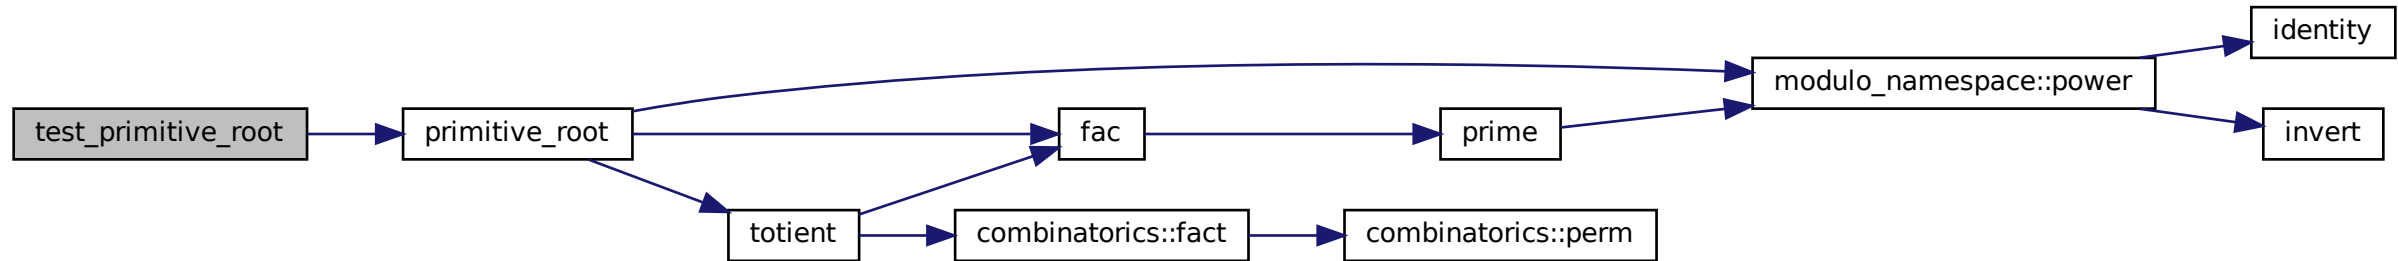 test_primitive_root
primitive_root
totient
fac
combinatorics::fact
prime
combinatorics::perm
modulo_namespace::power
identity
invert